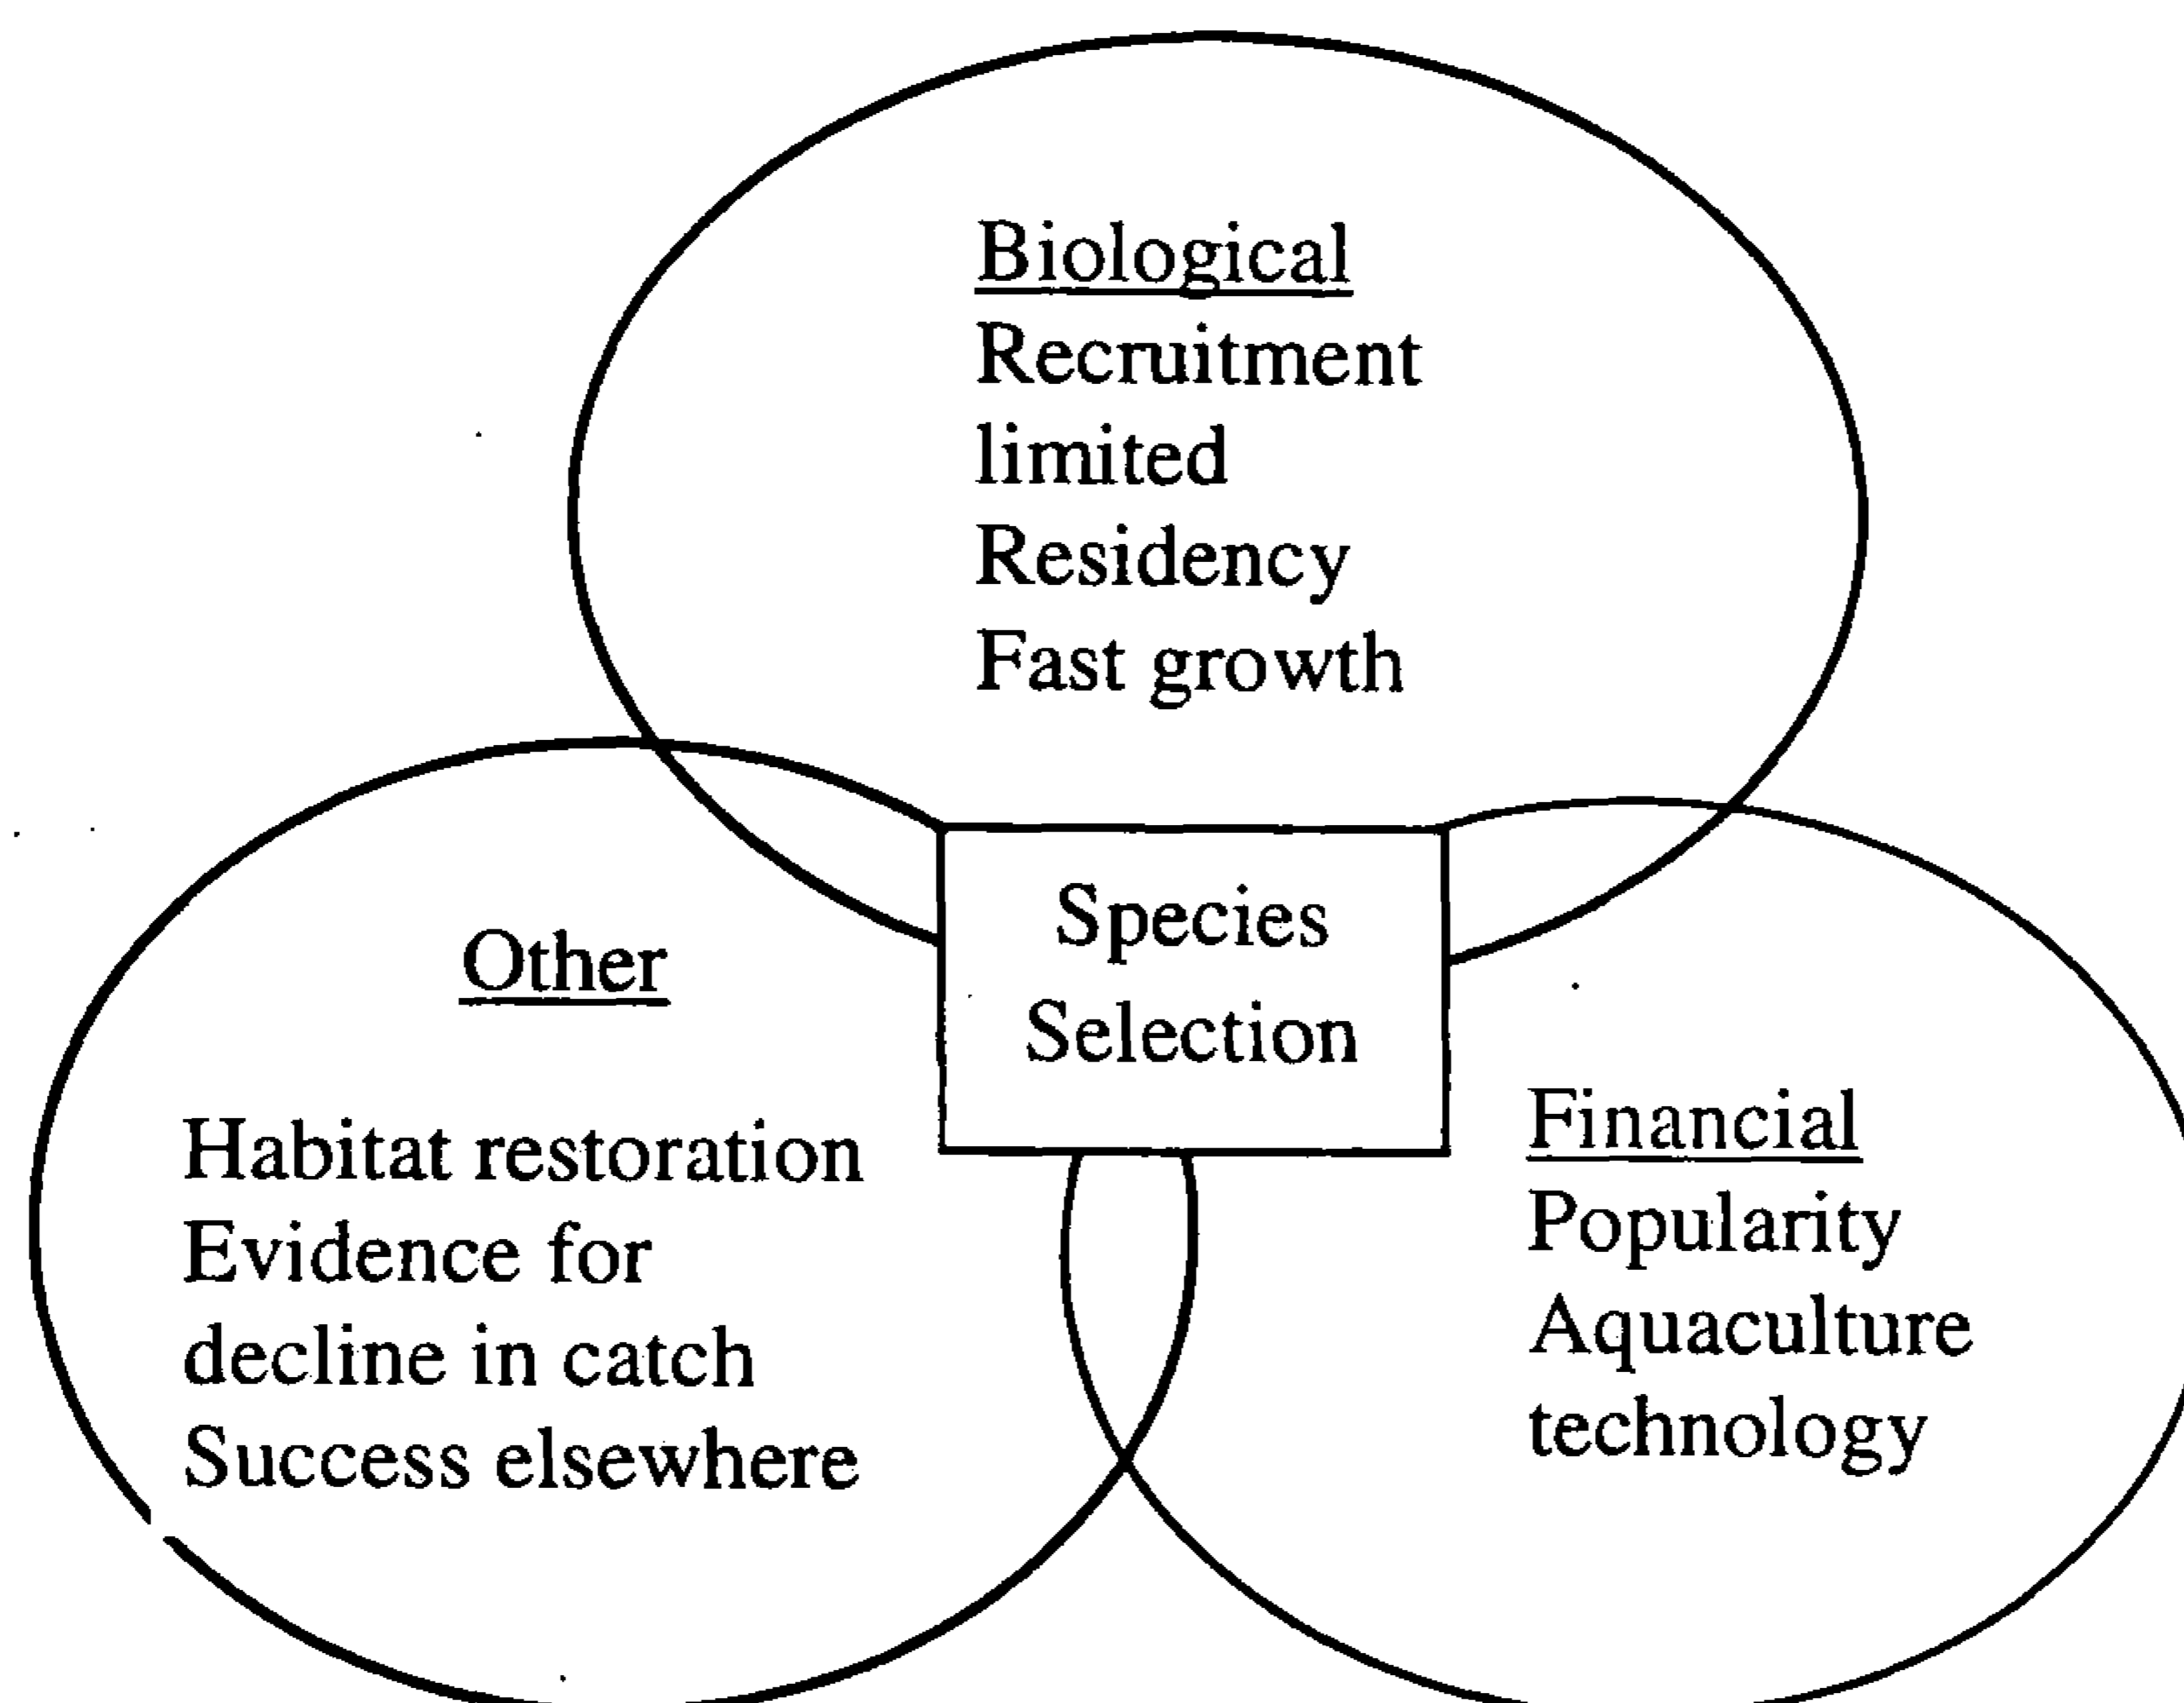 Biological
Recruitment
limited
Residency
Fast growth
Species
Selection
Other
Habitat restoration
Evidence for
decline in catch
Success elsewhere
Financial
Popularity
Aquaculture
technology